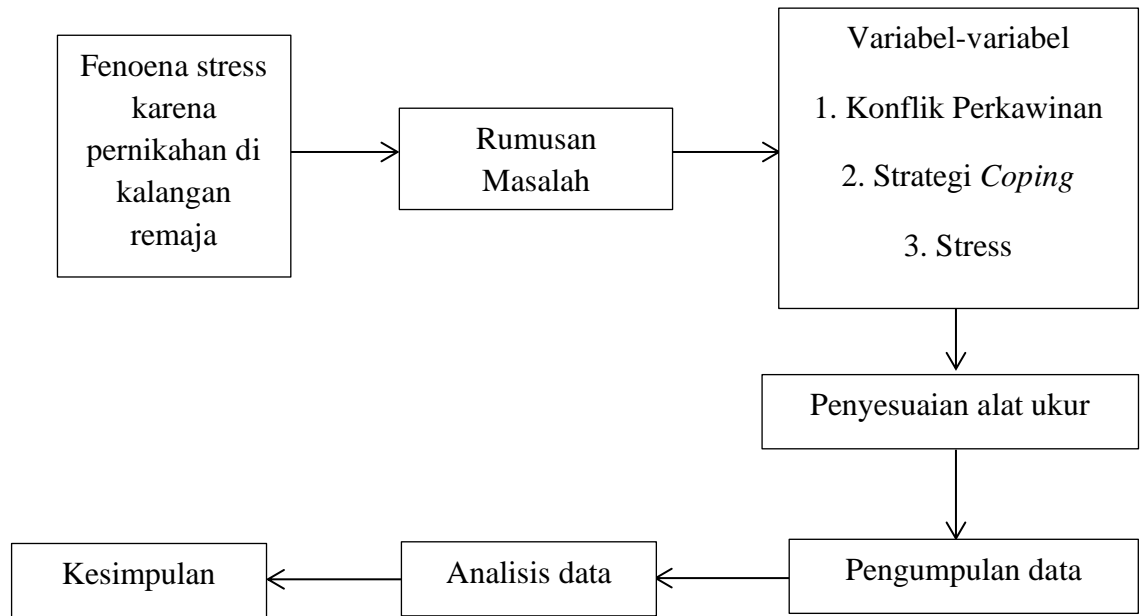 Fenoena stress
karena
pernikahan di
kalangan
remaja
Rumusan
Masalah
Variabel-variabel
1. Konflik Perkawinan
2. Strategi Coping
3. Stress
Penyesuaian alat ukur
Pengumpulan data
Analisis data
Kesimpulan